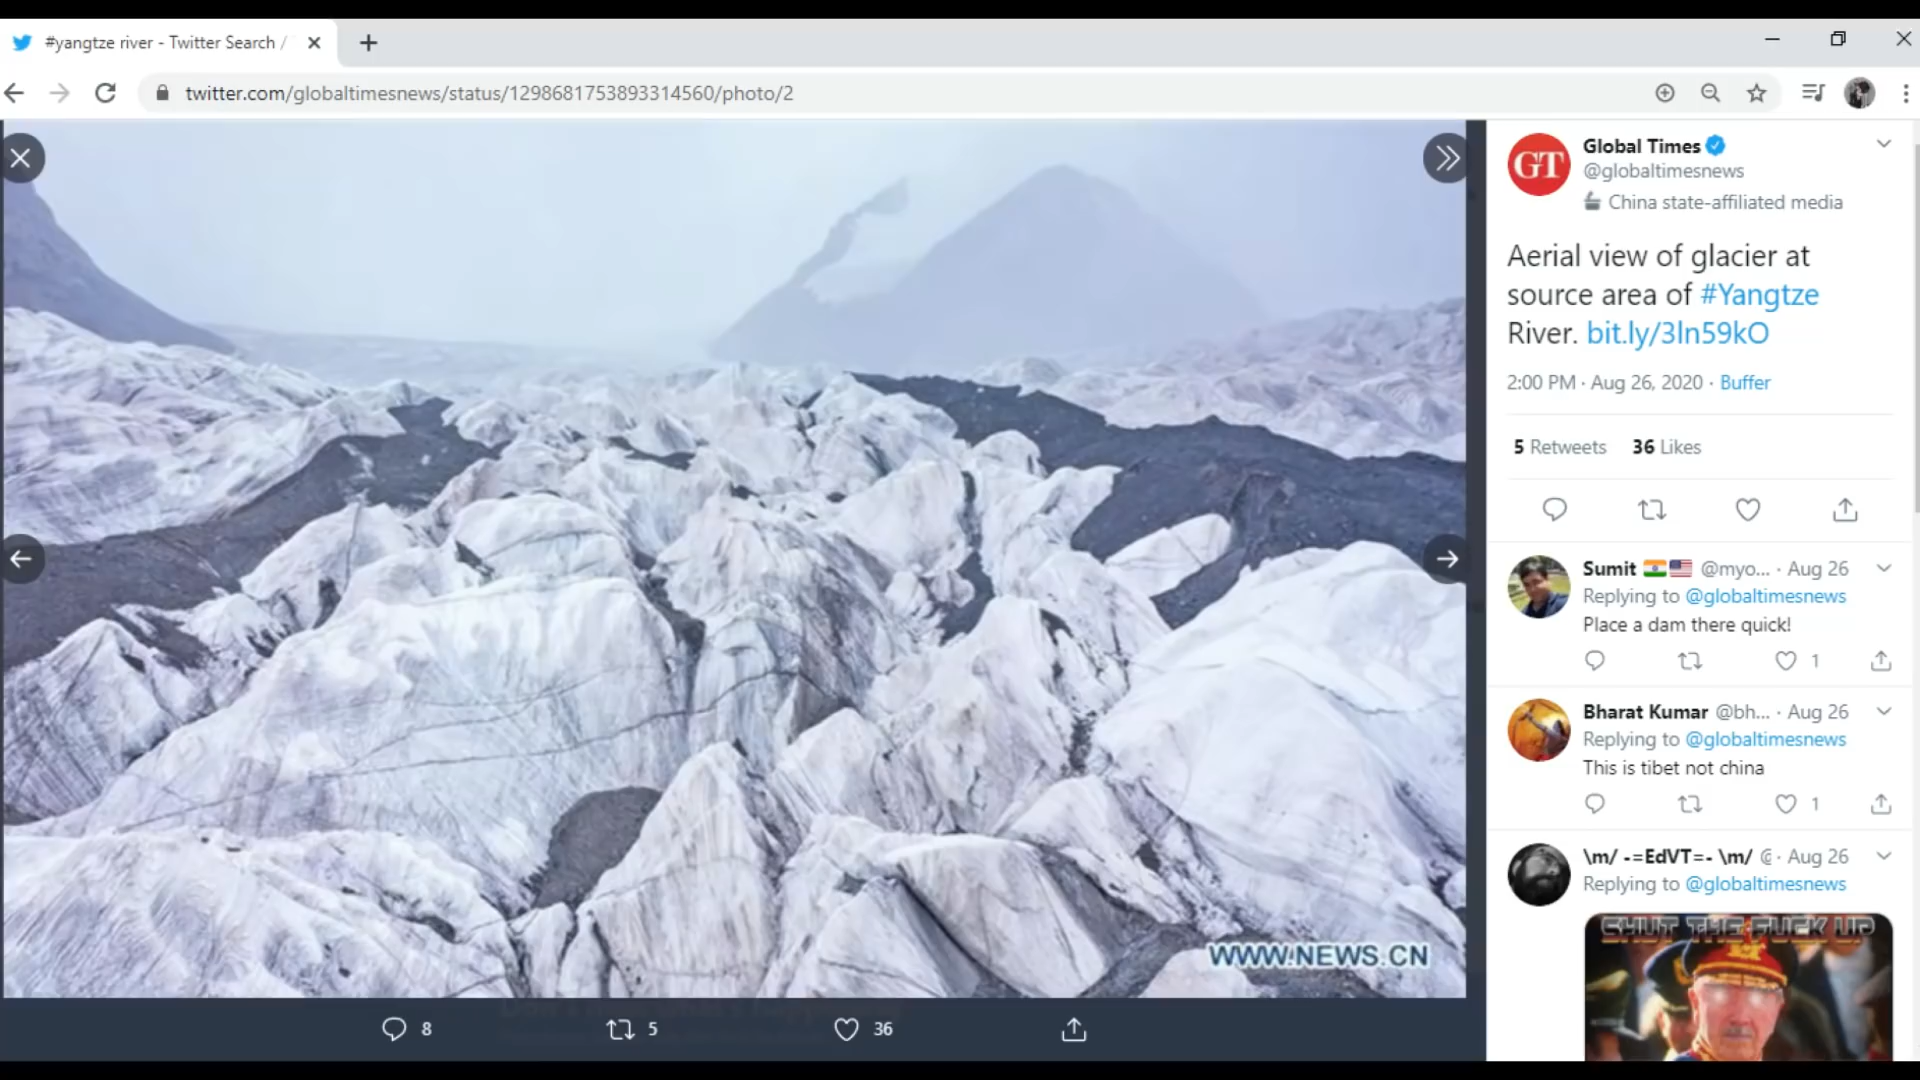 #yangtze river - Twitter Search /
twitter.com/globaltimesnews/status/1298681753893314560/photo/2
GT
Global Times
@globaltimesnews
China state-affiliated media
Aerial view of glacier at
source area of #Yangtze
River. bit.ly/3ln59kO
2:00 PM · Aug 26, 2020 · Buffer
5 Retweets 36 Likes
Sumit 🇮🇳🇺🇸 @myo... · Aug 26
Replying to @globaltimesnews
Place a dam there quick!
1
Bharat Kumar @bh... · Aug 26
Replying to @globaltimesnews
This is tibet not china
1
\m/ -=EdVT=- \m/ @ · Aug 26
Replying to @globaltimesnews
SHUT THE FUCK UP
WWW.NEWS.CN
8 5 36